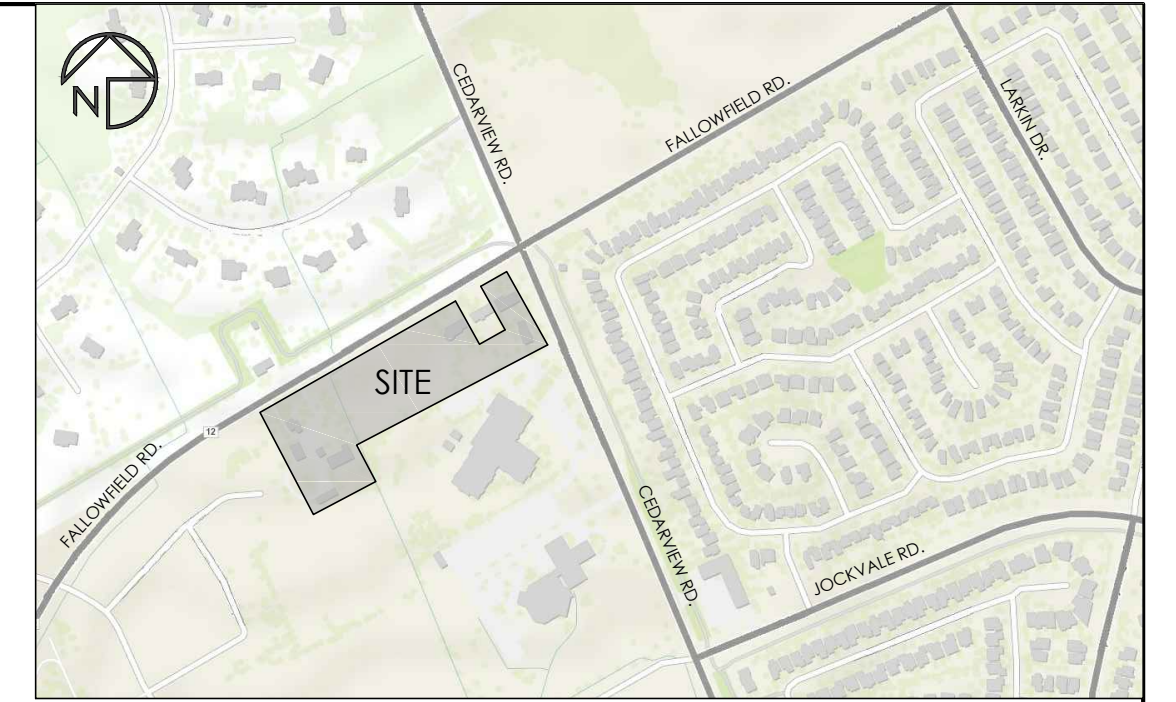 N
CEDARVIEW RD.
FALLOWFIELD RD.
LARKIN DR.
SITE
12
FALLOWFIELD RD.
CEDARVIEW RD.
JOCKVALE RD.